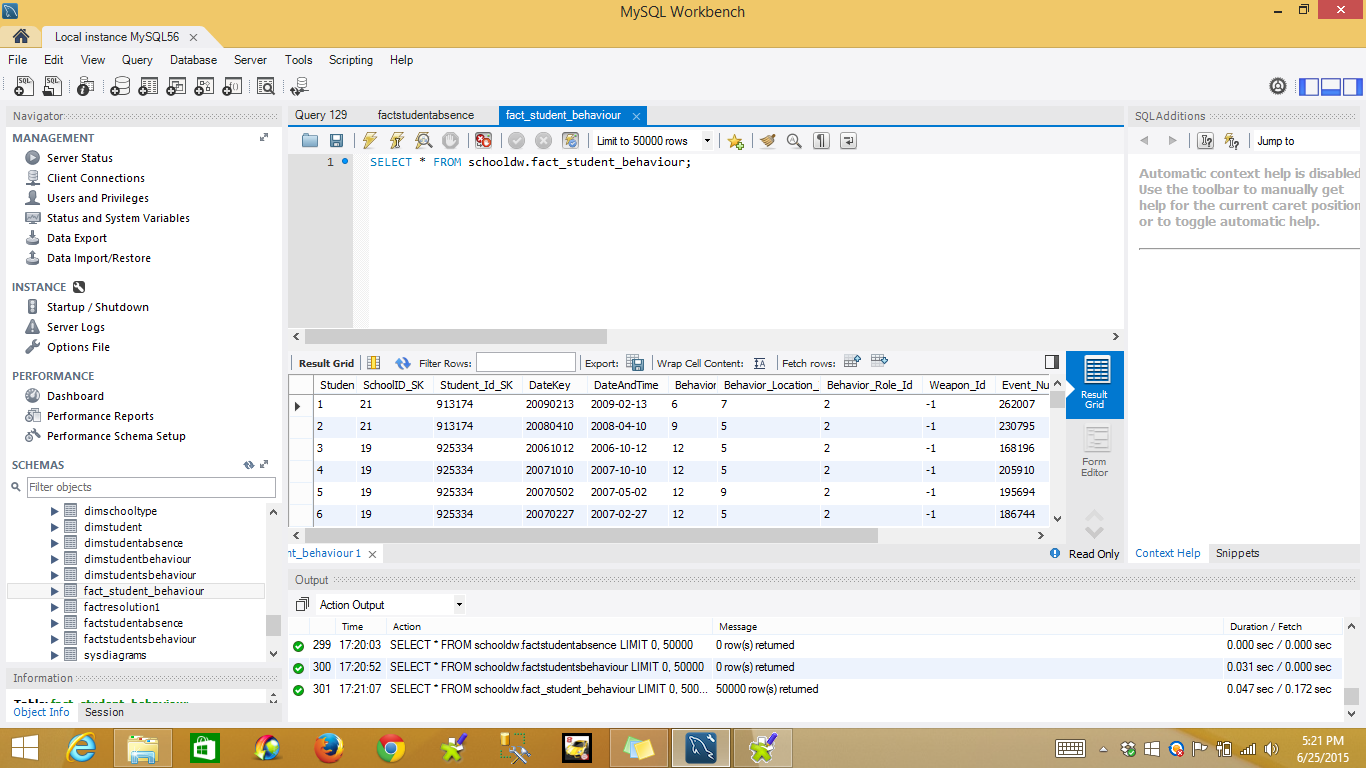 MySQL Workbench
Local instance MySQL56
File Edit View Query Database Server Tools Scripting Help
Navigator
MANAGEMENT
Server Status
Client Connections
Users and Privileges
Status and System Variables
Data Export
Data Import/Restore
INSTANCE
Startup / Shutdown
Server Logs
Options File
PERFORMANCE
Dashboard
Performance Reports
Performance Schema Setup
SCHEMAS
Filter objects
dimschooltype
dimstudent
dimstudentabsence
dimstudentbehaviour
dimstudentsbehaviour
fact_student_behaviour
factresolution1
factstudentabsence
factstudentsbehaviour
sysdiagrams
Information
Table: fact_student_behaviour
Object Info Session
Query 129 factstudentabsence fact_student_behaviour
Limit to 50000 rows
1 SELECT * FROM schooldw.fact_student_behaviour;
Result Grid Filter Rows: Export: Wrap Cell Content: Fetch rows:
Studen SchoolID_SK Student_Id_SK DateKey DateAndTime Behavior Behavior_Location_ Behavior_Role_Id Weapon_Id Event_Nu
1 21 913174 20090213 2009-02-13 6 7 2 -1 262007
2 21 913174 20080410 2008-04-10 9 5 2 -1 230795
3 19 925334 20061012 2006-10-12 12 5 2 -1 168196
4 19 925334 20071010 2007-10-10 12 5 2 -1 205910
5 19 925334 20070502 2007-05-02 12 9 2 -1 195694
6 19 925334 20070227 2007-02-27 12 5 2 -1 186744
Result
Grid
Form
Editor
nt_behaviour 1
Read Only
SQLAdditions
Jump to
Automatic context help is disabled
Use the toolbar to manually get
help for the current caret position
or to toggle automatic help.
Context Help Snippets
Output
Action Output
Time Action Message Duration / Fetch
299 17:20:03 SELECT * FROM schooldw.factstudentabsence LIMIT 0, 50000 0 row(s) returned 0.000 sec / 0.000 sec
300 17:20:52 SELECT * FROM schooldw.factstudentsbehaviour LIMIT 0, 50000 0 row(s) returned 0.031 sec / 0.000 sec
301 17:21:07 SELECT * FROM schooldw.fact_student_behaviour LIMIT 0, 500... 50000 row(s) returned 0.047 sec / 0.172 sec
5:21 PM
6/25/2015